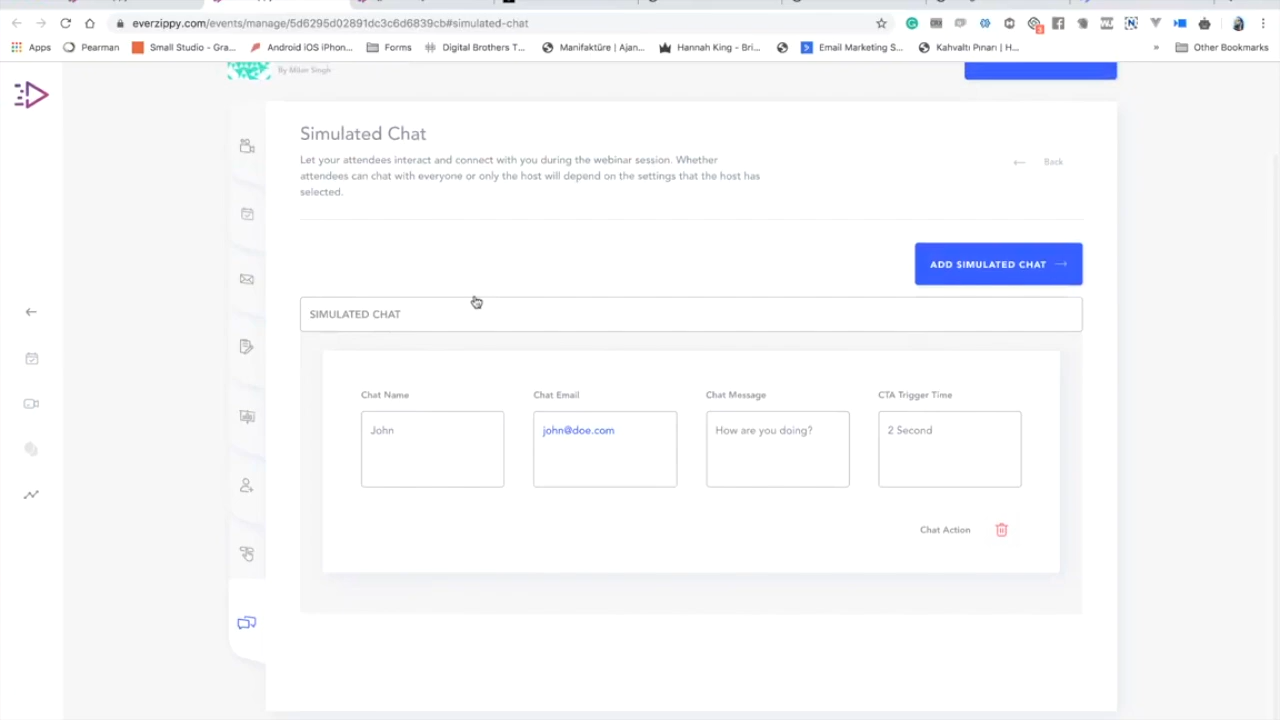 everzippy.com/events/manage/5d6295d02891dc3c6d6839cb#simulated-chat
3
Apps
Pearman
Small Studio - Gra...
Android iOS iPhon...
Forms
Digital Brothers T...
Manifaktüre | Ajan...
Hannah King - Bri...
Email Marketing S...
Kahvaltı Pınarı | H...
»
Other Bookmarks
By Milan Singh
Simulated Chat
Let your attendees interact and connect with you during the webinar session. Whether
attendees can chat with everyone or only the host will depend on the settings that the host has
selected.
← Back
ADD SIMULATED CHAT →
SIMULATED CHAT
Chat Name
Chat Email
Chat Message
CTA Trigger Time
John
john@doe.com
How are you doing?
2 Second
Chat Action